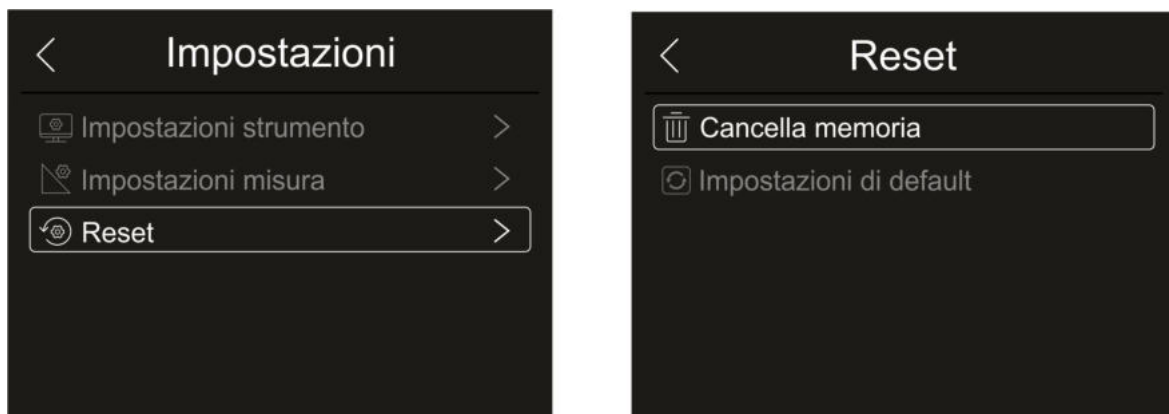 Impostazioni
Impostazioni strumento
Impostazioni misura
Reset
Reset
Cancella memoria
Impostazioni di default